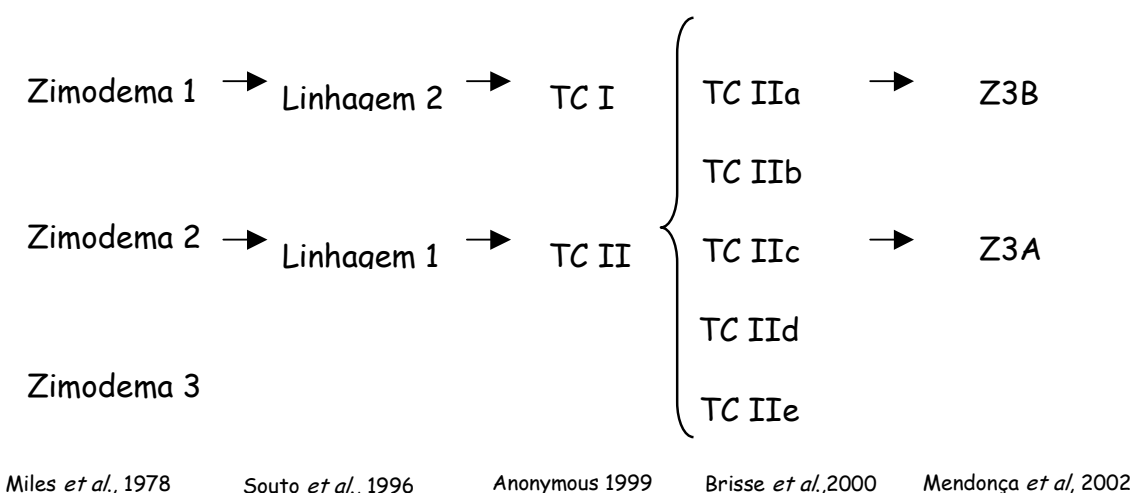 Zimodema 1 → Linhagem 2 → TC I
TC IIa → Z3B
TC IIb
Zimodema 2 → Linhagem 1 → TC II
TC IIc → Z3A
TC IId
Zimodema 3
TC IIe
Miles et al., 1978 Souto et al., 1996 Anonymous 1999 Brisse et al.,2000 Mendonça et al, 2002